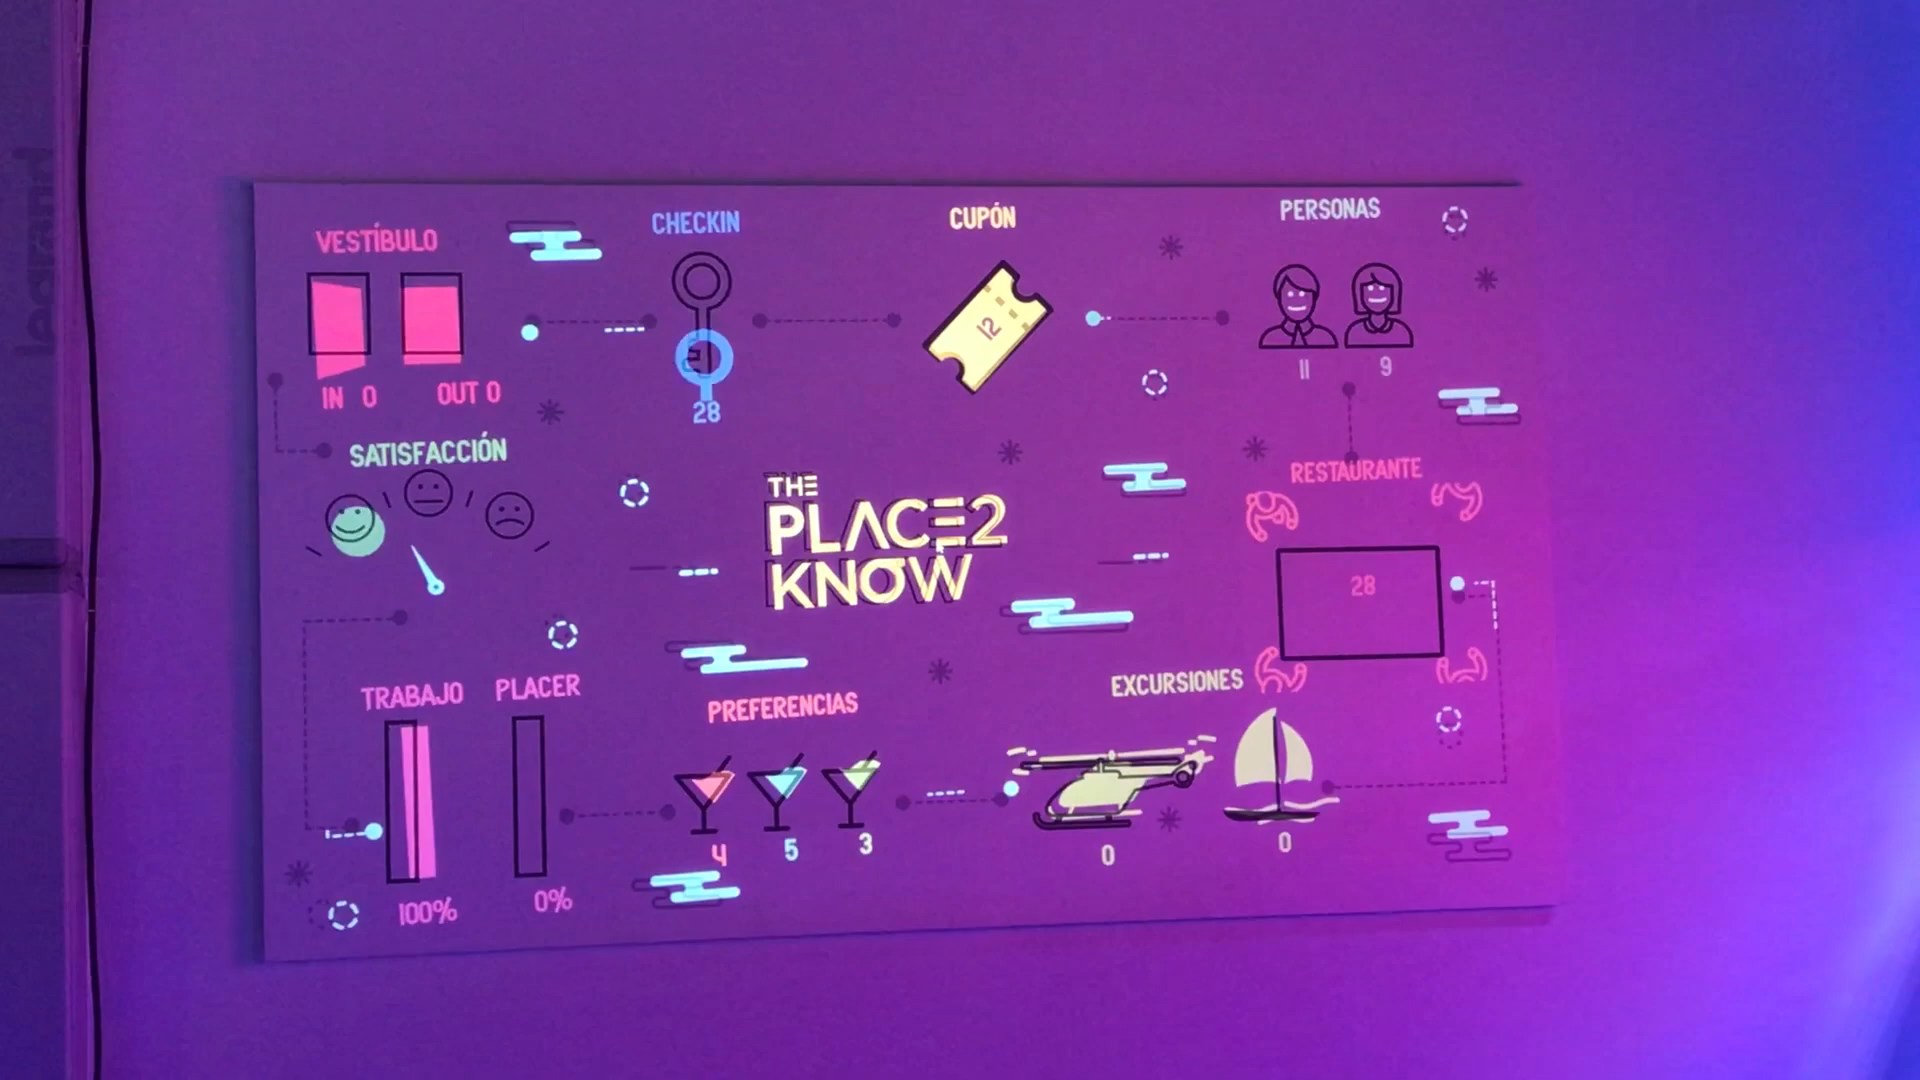 VESTÍBULO
IN 0
OUT 0
CHECKIN
28
CUPÓN
12
PERSONAS
11
9
SATISFACCIÓN
THE
PLACE2
KNOW
RESTAURANTE
28
TRABAJO
100%
PLACER
0%
PREFERENCIAS
4
5
3
EXCURSIONES
0
0
legrand